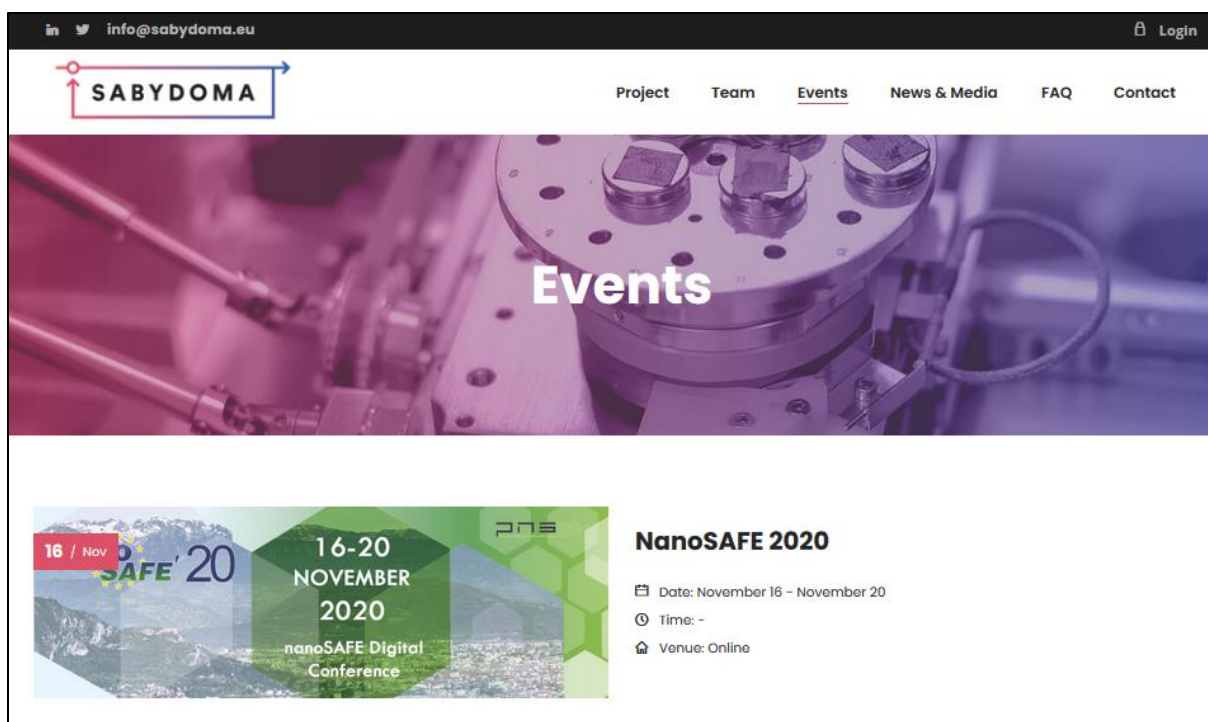 info@sabydoma.eu
Login
SABYDOMA
Project Team Events News & Media FAQ Contact
Events
16 / Nov
SAFE'20
16-20
NOVEMBER
2020
nanoSAFE Digital
Conference
pns
NanoSAFE 2020
Date: November 16 - November 20
Time: -
Venue: Online